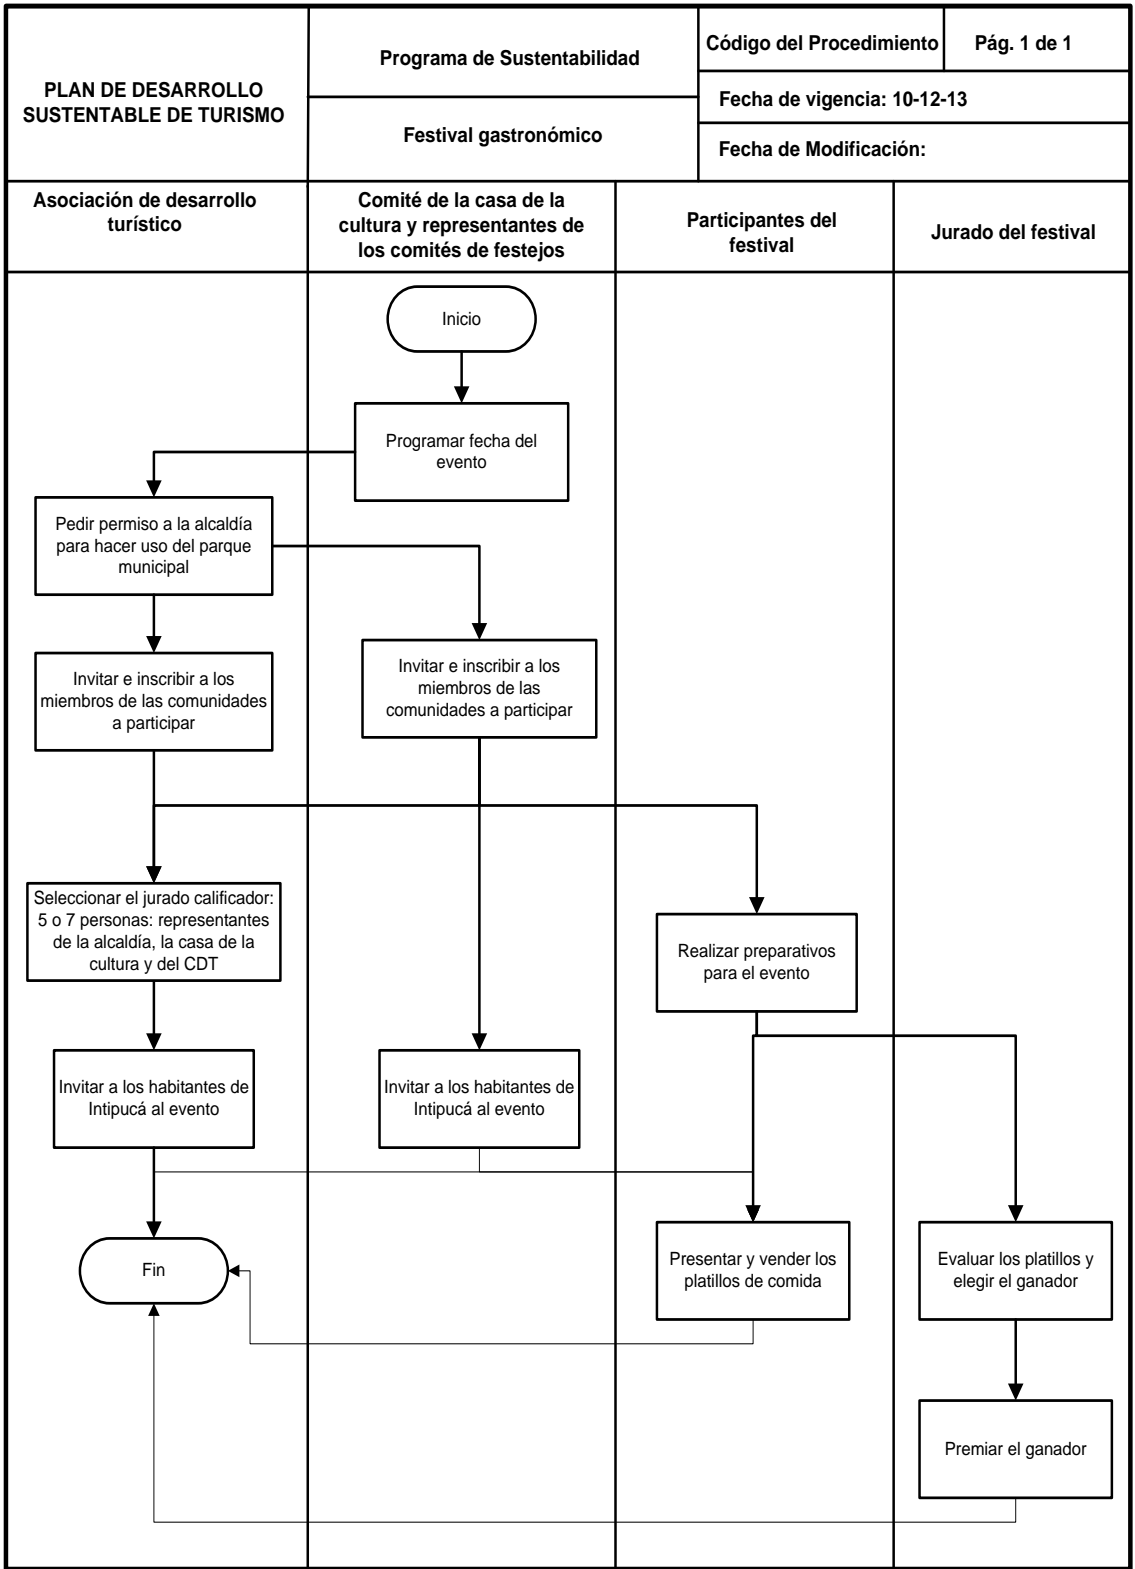 PLAN DE DESARROLLO
SUSTENTABLE DE TURISMO
Programa de Sustentabilidad
Festival gastronómico
Código del Procedimiento
Pág. 1 de 1
Fecha de vigencia: 10-12-13
Fecha de Modificación:
Asociación de desarrollo
turístico
Comité de la casa de la
cultura y representantes de
los comités de festejos
Participantes del
festival
Jurado del festival
Inicio
Programar fecha del
evento
Pedir permiso a la alcaldía
para hacer uso del parque
municipal
Invitar e inscribir a los
miembros de las comunidades
a participar
Invitar e inscribir a los
miembros de las
comunidades a participar
Seleccionar el jurado calificador:
5 o 7 personas: representantes
de la alcaldía, la casa de la
cultura y del CDT
Realizar preparativos
para el evento
Invitar a los habitantes de
Intipucá al evento
Invitar a los habitantes de
Intipucá al evento
Fin
Presentar y vender los
platillos de comida
Evaluar los platillos y
elegir el ganador
Premiar el ganador